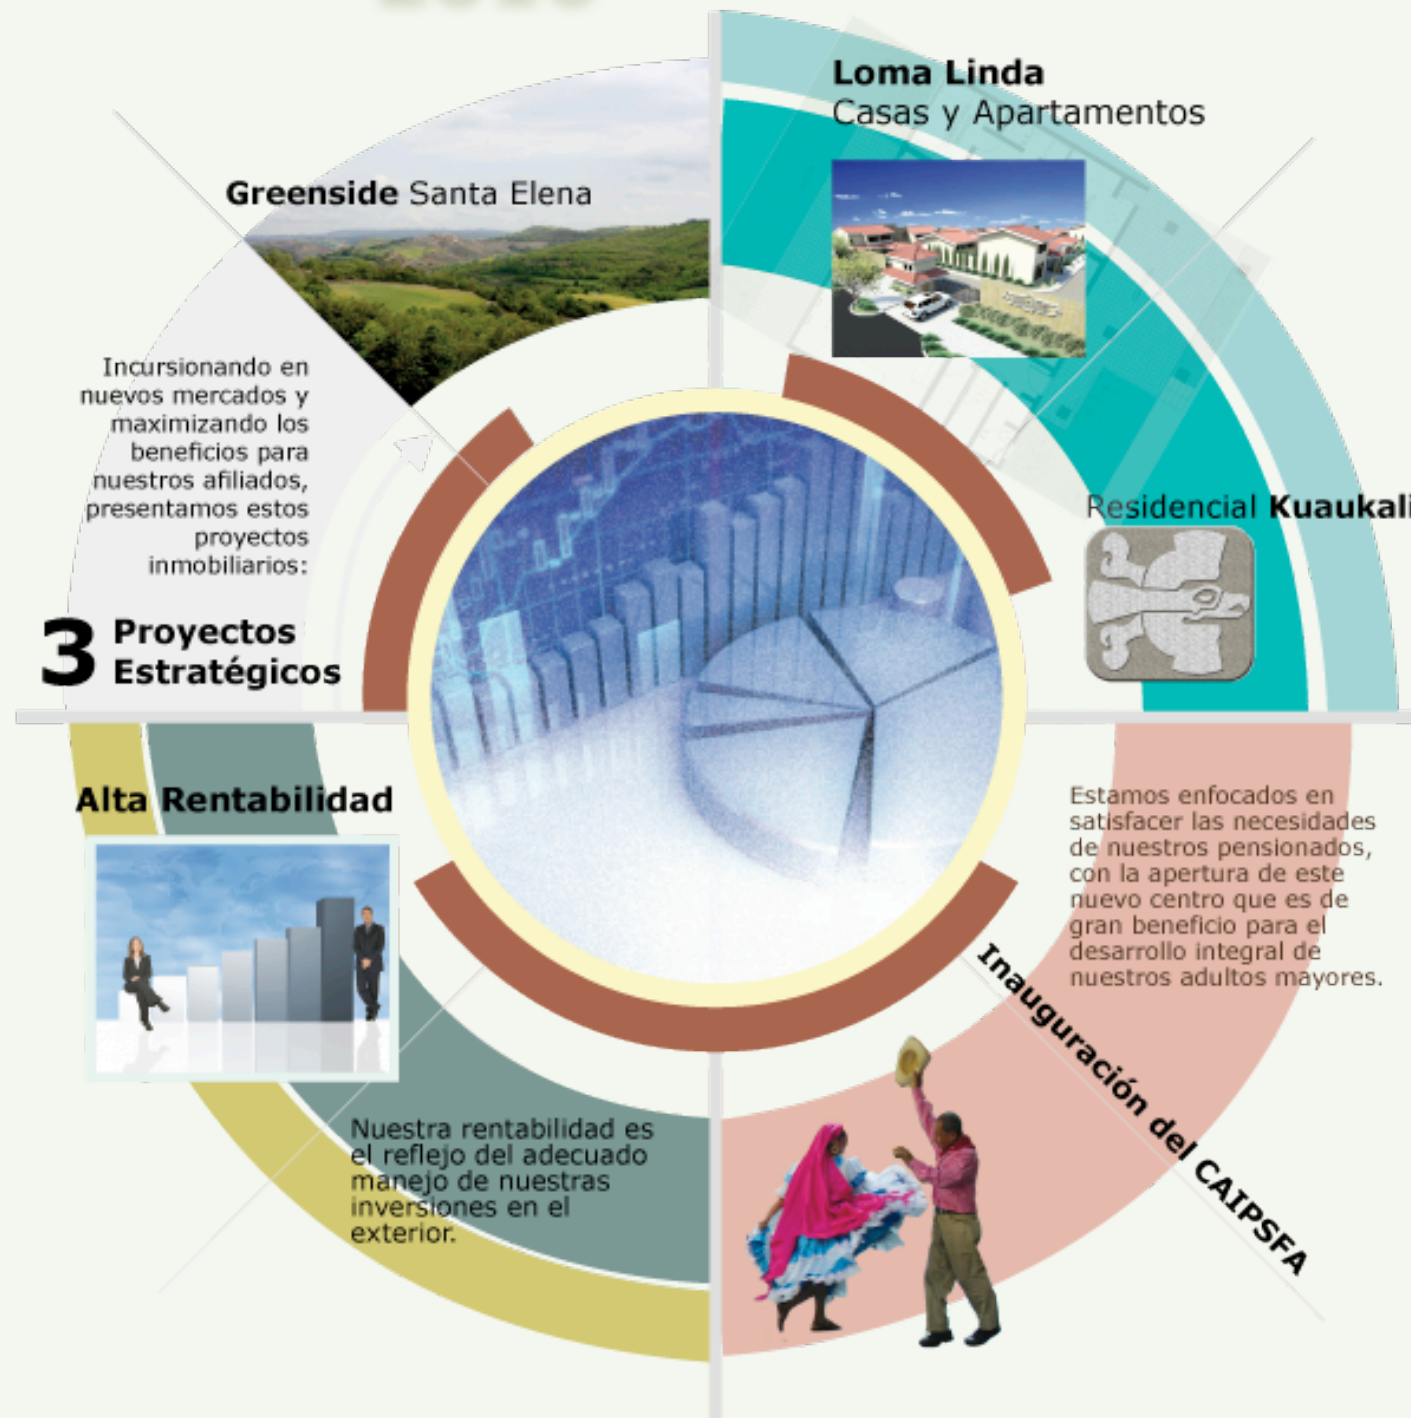 Loma Linda
Casas y Apartamentos
Greenside Santa Elena
Incursionando en
nuevos mercados y
maximizando los
beneficios para
nuestros afiliados,
presentamos estos
proyectos
inmobiliarios:
3 Proyectos
Estratégicos
Residencial Kuaukali
Alta Rentabilidad
Nuestra rentabilidad es
el reflejo del adecuado
manejo de nuestras
inversiones en el
exterior.
Estamos enfocados en
satisfacer las necesidades
de nuestros pensionados,
con la apertura de este
nuevo centro que es de
gran beneficio para el
desarrollo integral de
nuestros adultos mayores.
Inauguración del CAIPSFA